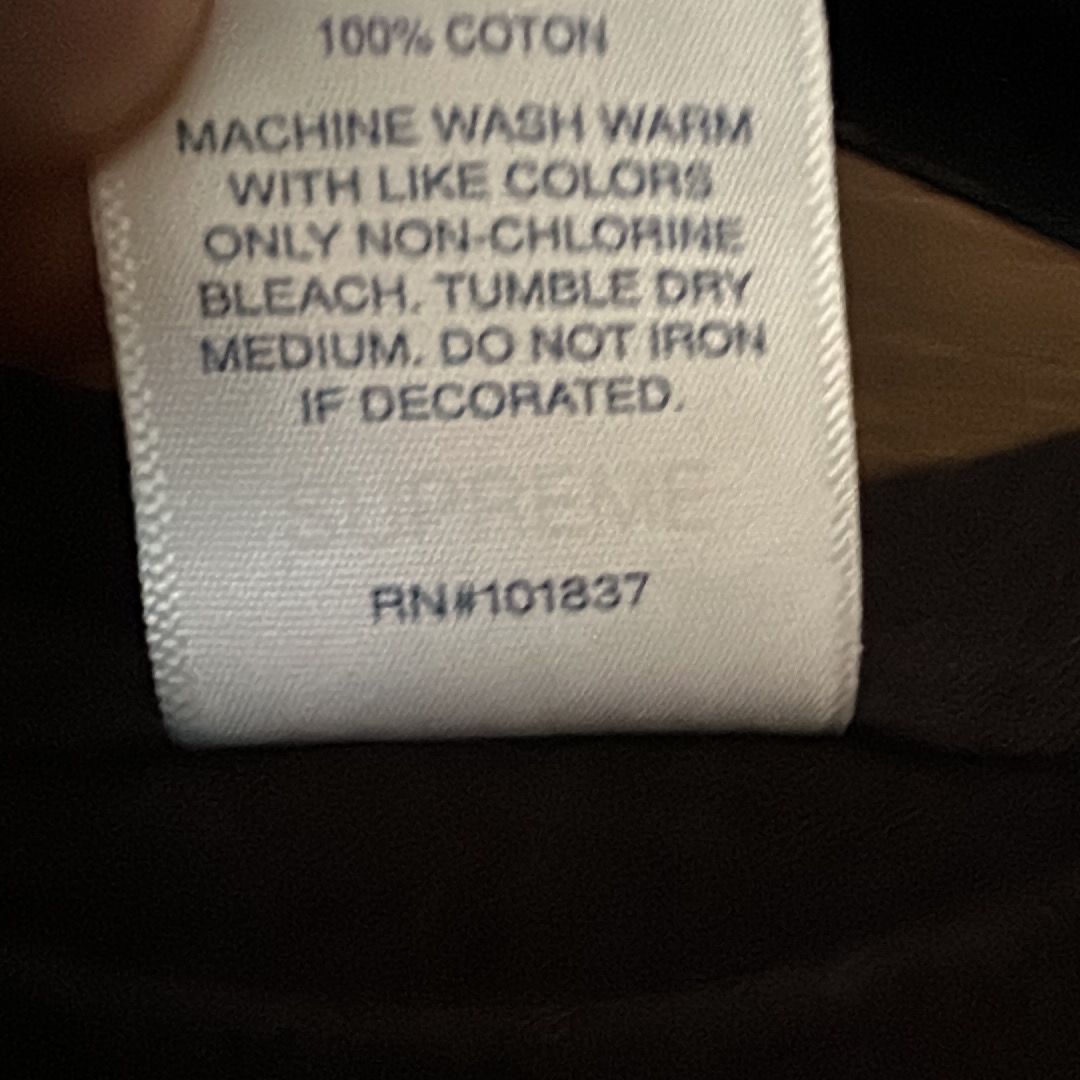 100% COTON
MACHINE WASH WARM
WITH LIKE COLORS
ONLY NON-CHLORINE
BLEACH. TUMBLE DRY
MEDIUM. DO NOT IRON
IF DECORATED.
SUPREME
RN#101837